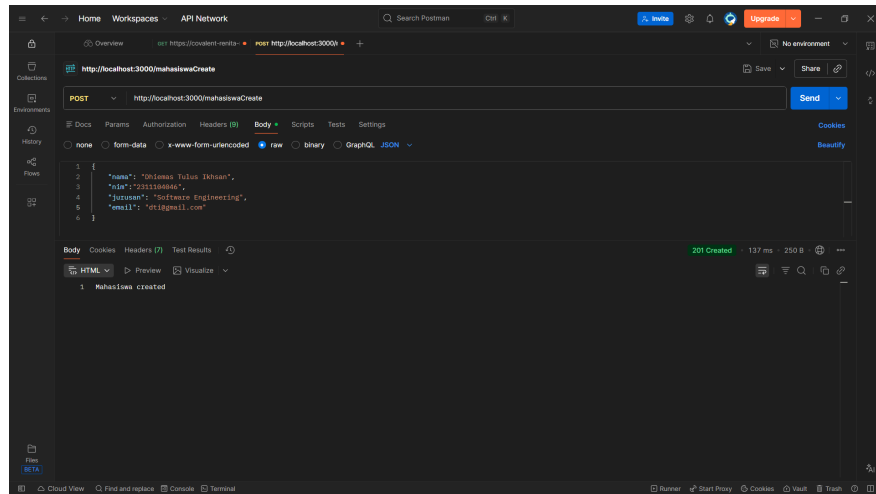 Home Workspaces API Network Search Postman Ctrl K Invite Upgrade
Overview GET https://covalent-renita- POST http://localhost:3000/ No environment
HTTP http://localhost:3000/mahasiswaCreate Save Share
POST http://localhost:3000/mahasiswaCreate Send
Docs Params Authorization Headers (9) Body Scripts Tests Settings Cookies
none form-data x-www-form-urlencoded raw binary GraphQL JSON Beautify
1 {
2 "nama": "Dhiemas Tulus Ikhsan",
3 "nim":"2311104046",
4 "jurusan": "Software Engineering",
5 "email": "dti@gmail.com"
6 }
Body Cookies Headers (7) Test Results 201 Created 137 ms 250 B
HTML Preview Visualize
1 Mahasiswa created
Collections
Environments
History
Flows
Files
BETA
Cloud View Find and replace Console Terminal Runner Start Proxy Cookies Vault Trash
AI